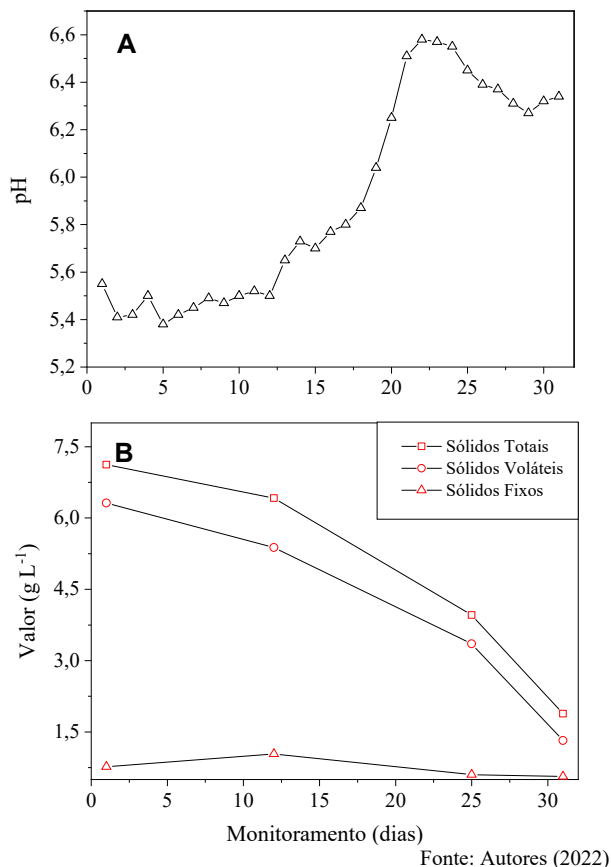 A
6,6
6,4
6,2
6,0
5,8
5,6
5,4
5,2
pH
0 5 10 15 20 25 30
B
Sólidos Totais
Sólidos Voláteis
Sólidos Fixos
7,5
6,0
4,5
3,0
1,5
Valor (g L⁻¹)
0 5 10 15 20 25 30
Monitoramento (dias)
Fonte: Autores (2022)